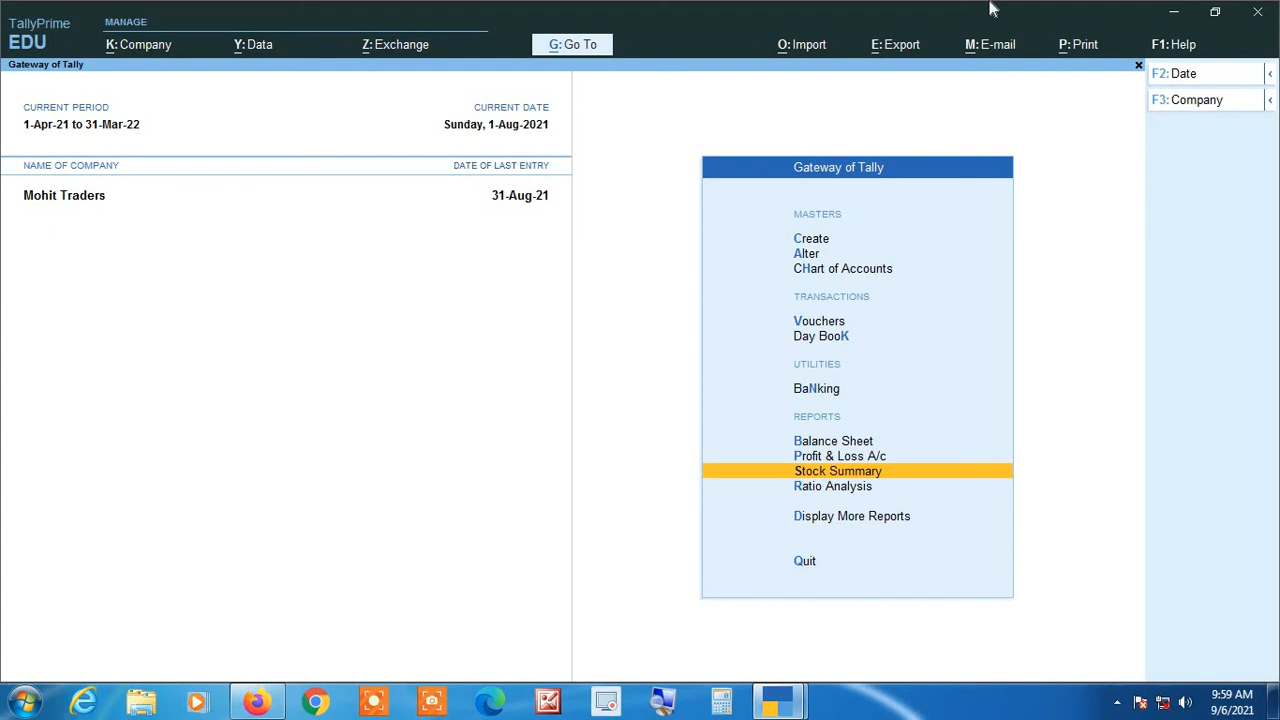 TallyPrime
EDU
MANAGE
K: Company
Y: Data
Z: Exchange
G: Go To
O: Import
E: Export
M: E-mail
P: Print
F1: Help
Gateway of Tally
F2: Date
F3: Company
CURRENT PERIOD
CURRENT DATE
1-Apr-21 to 31-Mar-22
Sunday, 1-Aug-2021
NAME OF COMPANY
DATE OF LAST ENTRY
Mohit Traders
31-Aug-21
Gateway of Tally
MASTERS
Create
Alter
CHart of Accounts
TRANSACTIONS
Vouchers
Day BooK
UTILITIES
BaNking
REPORTS
Balance Sheet
Profit & Loss A/c
Stock Summary
Ratio Analysis
Display More Reports
Quit
9:59 AM
9/6/2021